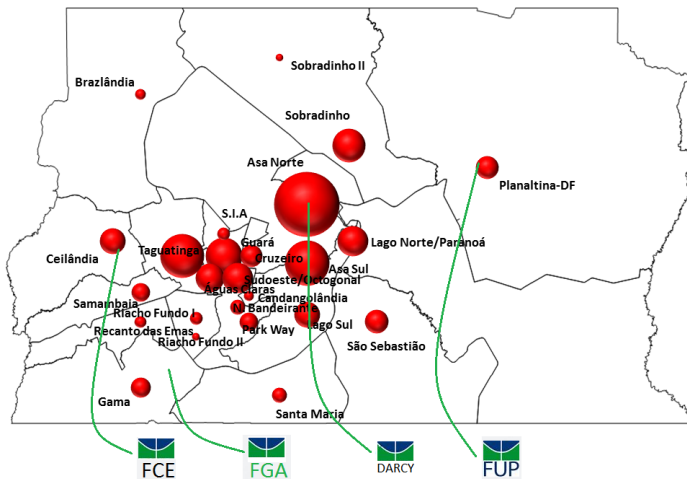 Sobradinho II
Brazlândia
Sobradinho
Asa Norte
Planaltina-DF
S.I.A
Lago Norte/Paranoá
Guará
Taguatinga
Ceilândia
Cruzeiro
Asa Sul
Sudoeste/Octogonal
Águas Claras
Candangolândia
Samambaia
N. Bandeirante
Riacho Fundo I
Lago Sul
Recanto das Emas
Park Way
Riacho Fundo II
São Sebastião
Gama
Santa Maria
FCE
FGA
DARCY
FUP